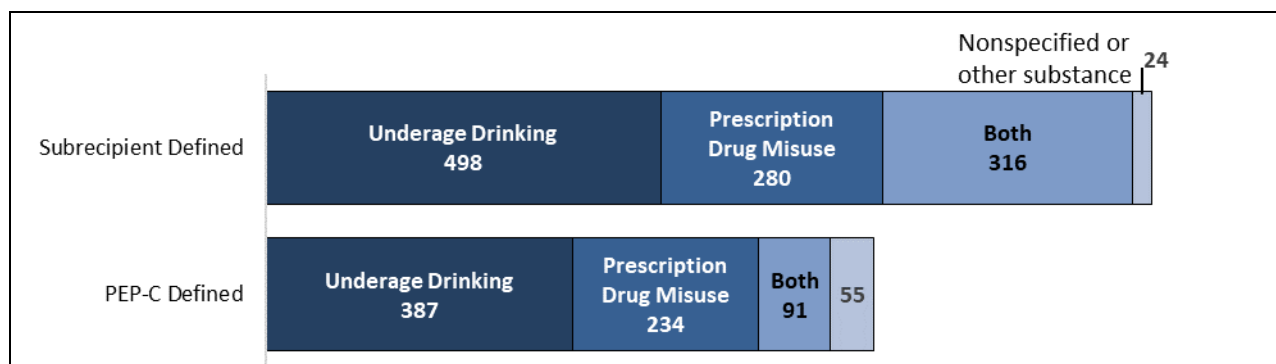 Nonspecified or
other substance
24
Subrecipient Defined
Underage Drinking
498
Prescription
Drug Misuse
280
Both
316
PEP-C Defined
Underage Drinking
387
Prescription
Drug Misuse
234
Both
91
55